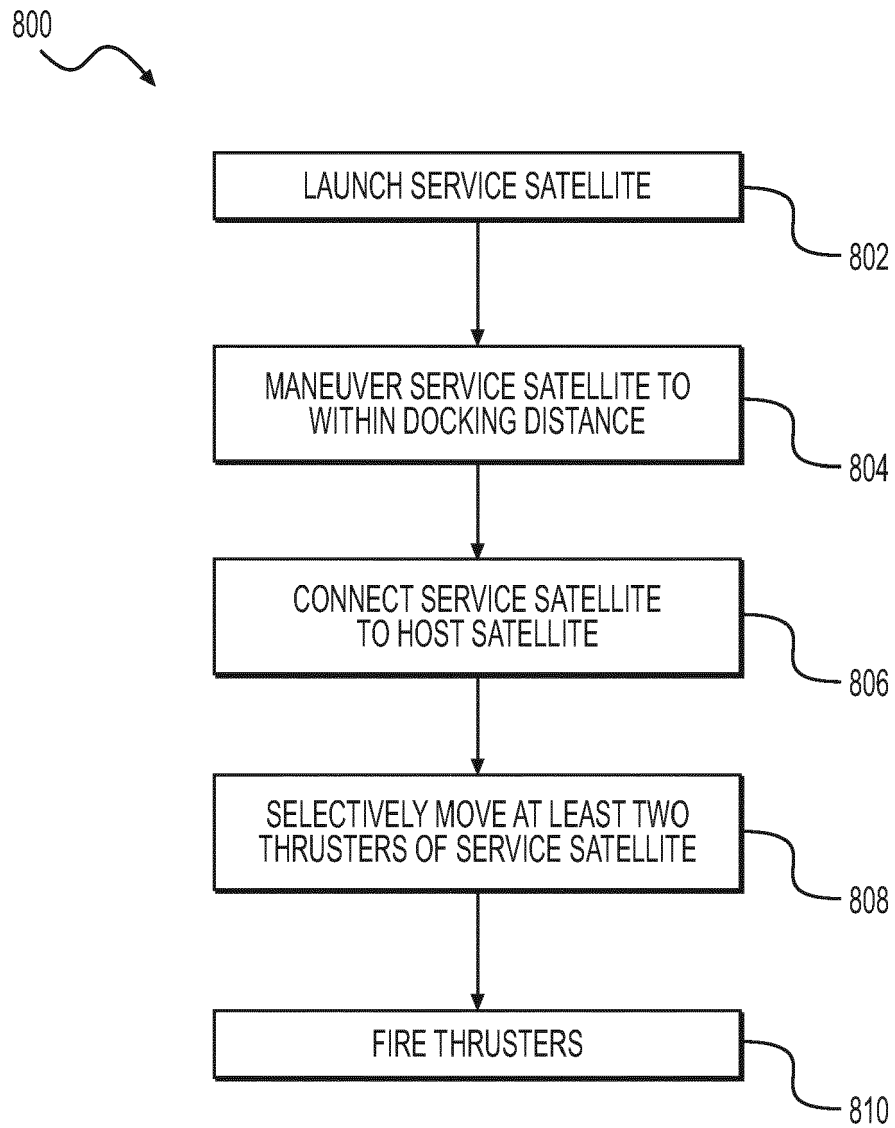 800
LAUNCH SERVICE SATELLITE
802
MANEUVER SERVICE SATELLITE TO
WITHIN DOCKING DISTANCE
804
CONNECT SERVICE SATELLITE
TO HOST SATELLITE
806
SELECTIVELY MOVE AT LEAST TWO
THRUSTERS OF SERVICE SATELLITE
808
FIRE THRUSTERS
810